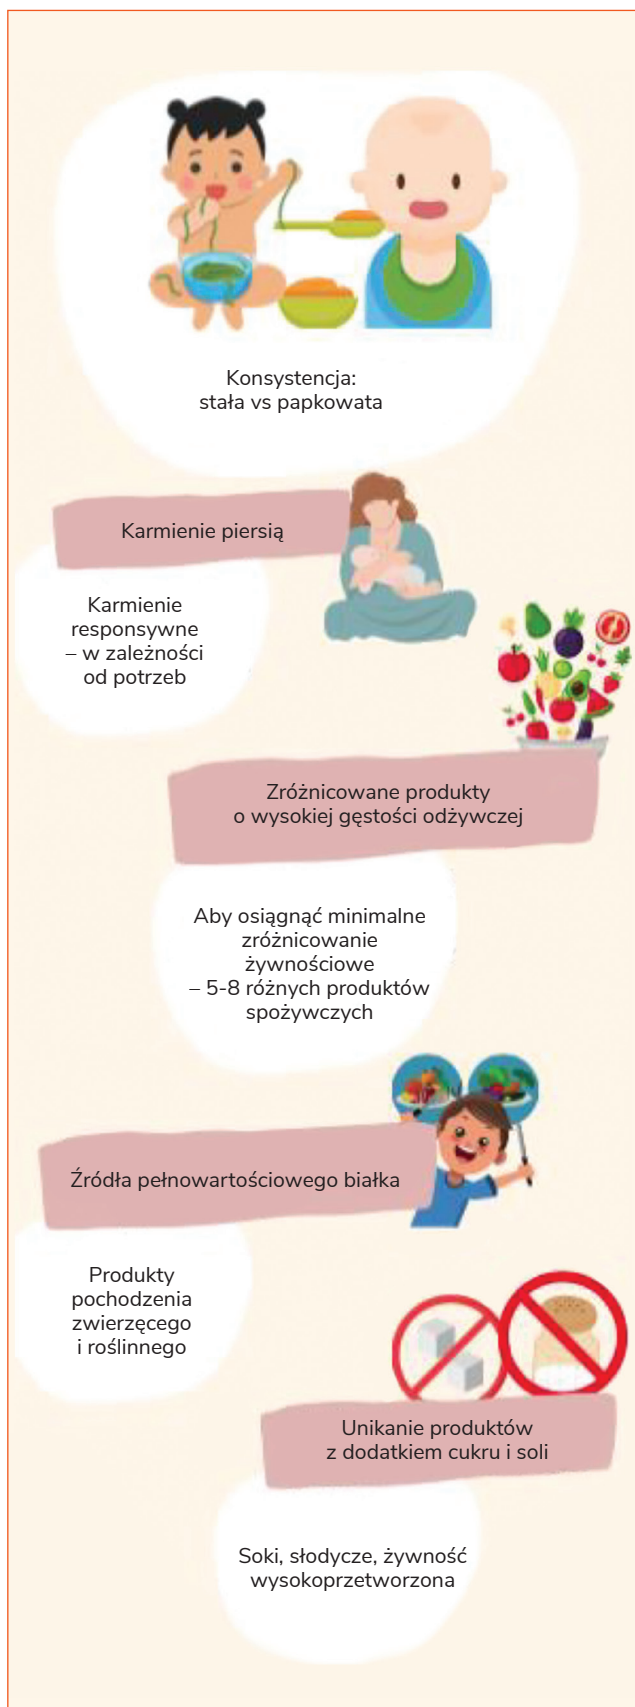 Konsystencja:
stała vs papkowata
Karmienie piersią
Karmienie
responsywne
– w zależności
od potrzeb
Zróżnicowane produkty
o wysokiej gęstości odżywczej
Aby osiągnąć minimalne
zróżnicowanie
żywnościowe
– 5-8 różnych produktów
spożywczych
Źródła pełnowartościowego białka
Produkty
pochodzenia
zwierzęcego
i roślinnego
Unikanie produktów
z dodatkiem cukru i soli
Soki, słodycze, żywność
wysokoprzetworzona